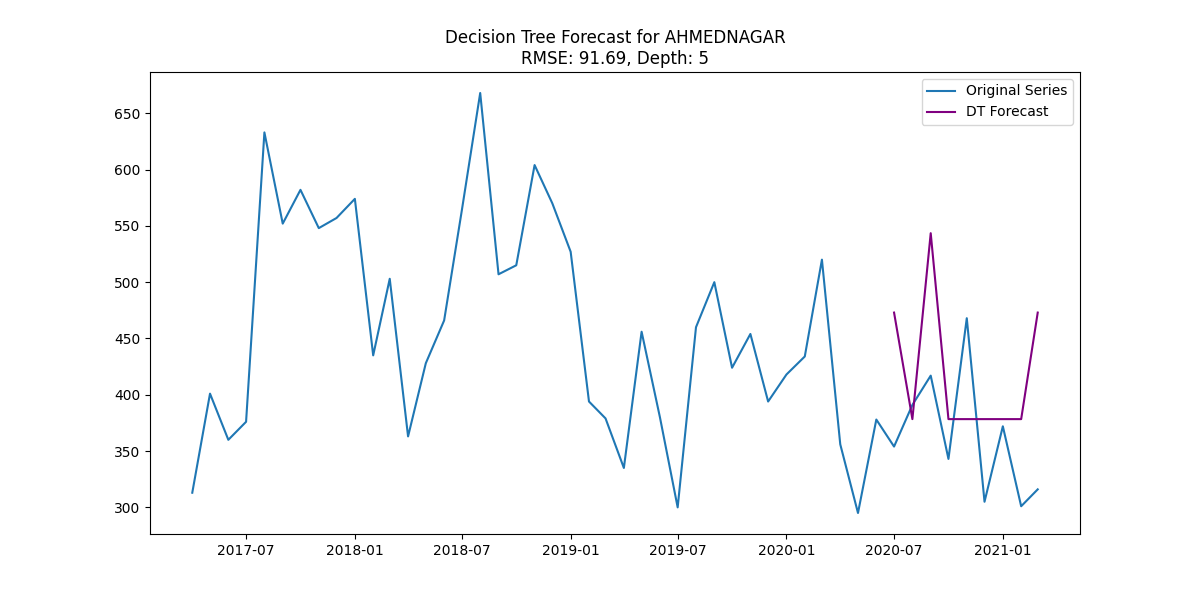 Decision Tree Forecast for AHMEDNAGAR
RMSE: 91.69, Depth: 5
Original Series
DT Forecast
650
600
550
500
450
400
350
300
2017-07 2018-01 2018-07 2019-01 2019-07 2020-01 2020-07 2021-01